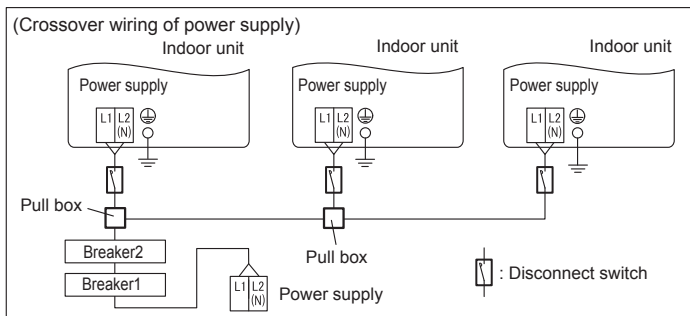 (Crossover wiring of power supply)
Indoor unit
Indoor unit
Indoor unit
Power supply
Power supply
Power supply
L1 L2 (N)
L1 L2 (N)
L1 L2 (N)
Pull box
Pull box
Breaker2
Breaker1
L1 L2 (N)
Power supply
: Disconnect switch